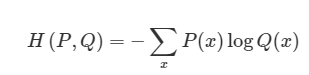 H (P, Q) = − ∑ₓ P(x) log Q(x)